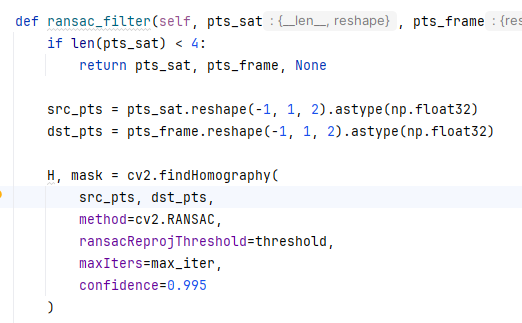 def ransac_filter(self, pts_sat : {__len__, reshape} , pts_frame : {res
if len(pts_sat) < 4:
return pts_sat, pts_frame, None
src_pts = pts_sat.reshape(-1, 1, 2).astype(np.float32)
dst_pts = pts_frame.reshape(-1, 1, 2).astype(np.float32)
H, mask = cv2.findHomography(
src_pts, dst_pts,
method=cv2.RANSAC,
ransacReprojThreshold=threshold,
maxIters=max_iter,
confidence=0.995
)